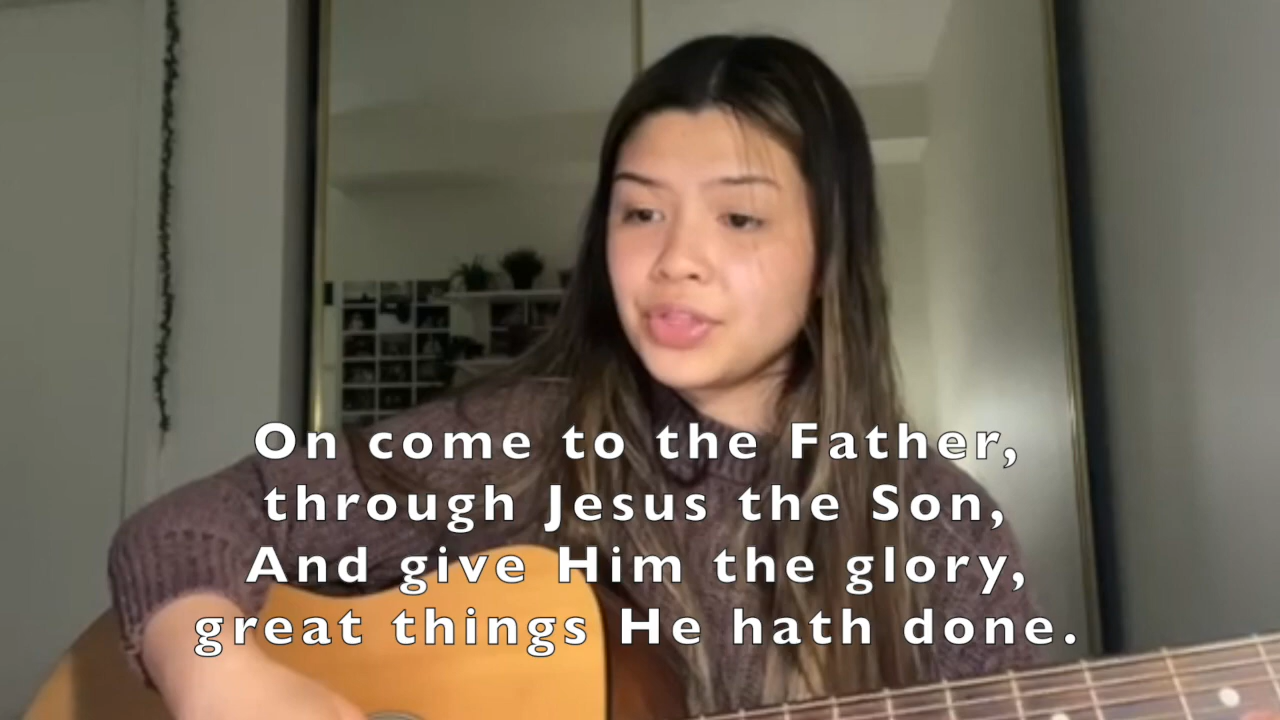 On come to the Father,
through Jesus the Son,
And give Him the glory,
great things He hath done.